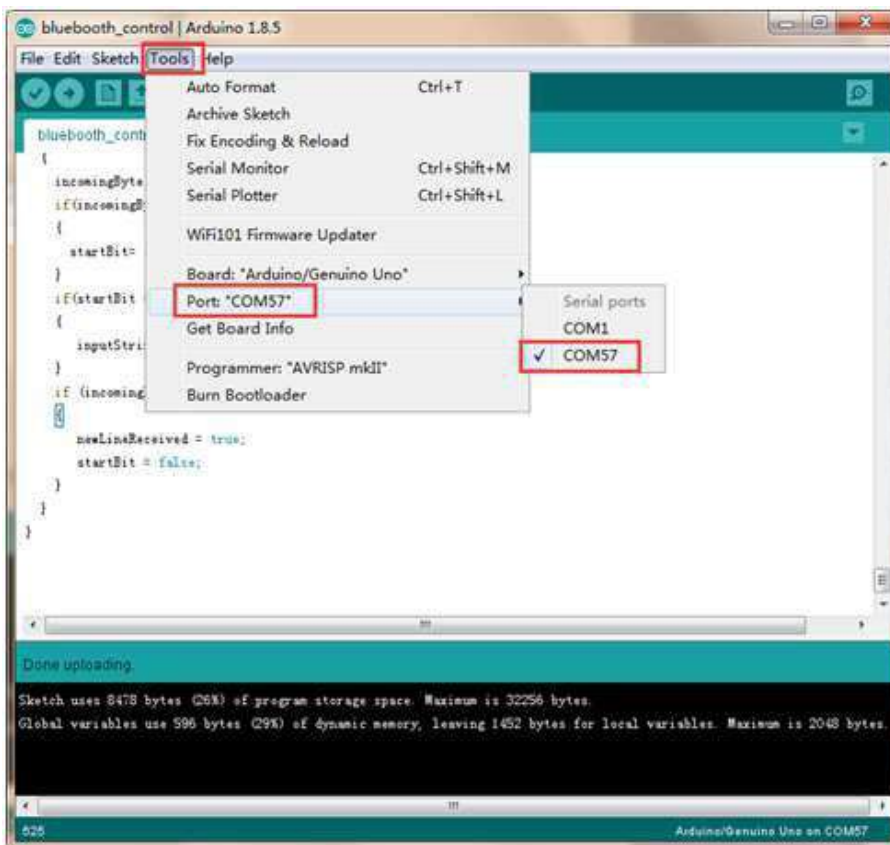 bluebooth_control | Arduino 1.8.5
File Edit Sketch Tools Help
Auto Format Ctrl+T
Archive Sketch
Fix Encoding & Reload
Serial Monitor Ctrl+Shift+M
Serial Plotter Ctrl+Shift+L
WiFi101 Firmware Updater
Board: "Arduino/Genuino Uno"
Port: "COM57"
Get Board Info
Programmer: "AVRISP mkII"
Burn Bootloader
Serial ports
COM1
✓ COM57
bluebooth_cont
{
incomingByte
if(incomingB
{
startBit=
}
if(startBit
{
inputStri
}
if (incoming
{
newLineReceived = true;
startBit = false;
}
}
}
Done uploading.
Sketch uses 8478 bytes (26%) of program storage space. Maximum is 32256 bytes.
Global variables use 596 bytes (29%) of dynamic memory, leaving 1452 bytes for local variables. Maximum is 2048 bytes.
Arduino/Genuino Uno on COM57